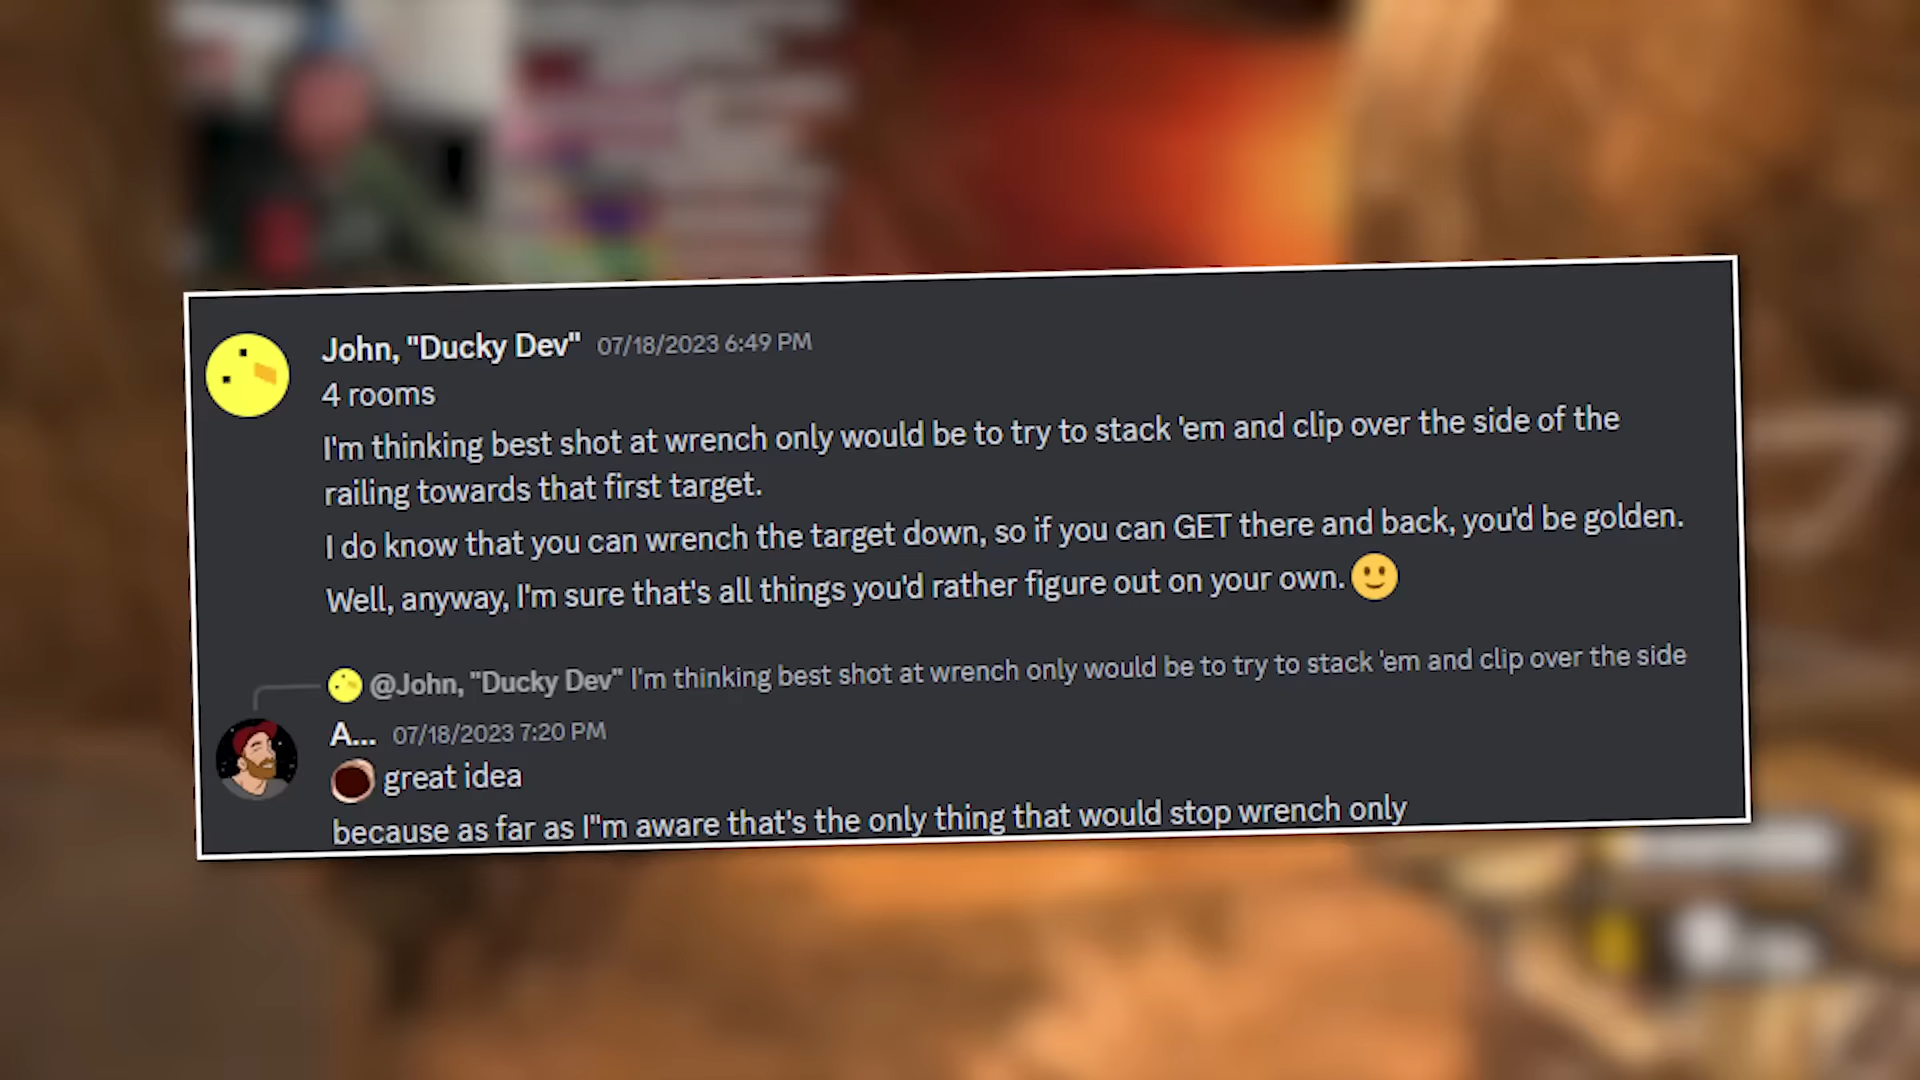 John, "Ducky Dev" 07/18/2023 6:49 PM
4 rooms
I'm thinking best shot at wrench only would be to try to stack 'em and clip over the side of the
railing towards that first target.
I do know that you can wrench the target down, so if you can GET there and back, you'd be golden.
Well, anyway, I'm sure that's all things you'd rather figure out on your own.
@John, "Ducky Dev" I'm thinking best shot at wrench only would be to try to stack 'em and clip over the side
A... 07/18/2023 7:20 PM
great idea
because as far as I"m aware that's the only thing that would stop wrench only